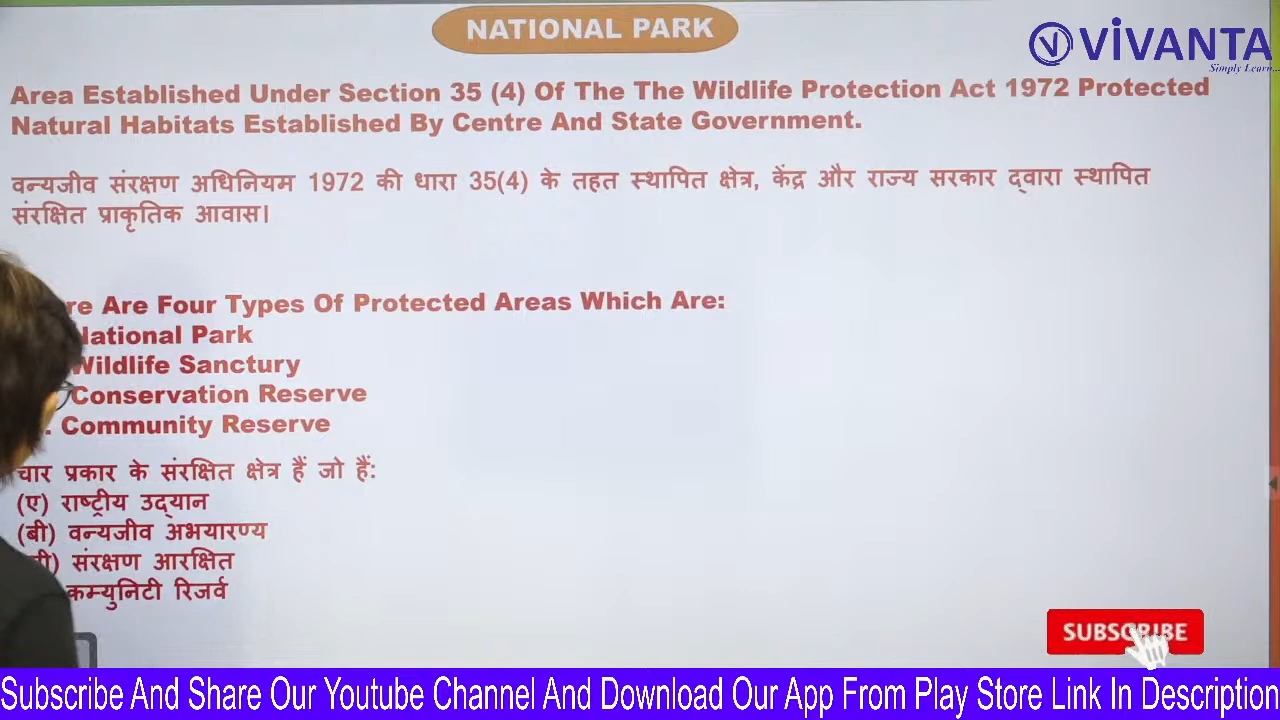 NATIONAL PARK
ViVANTA
Simply Learn...
Area Established Under Section 35 (4) Of The The Wildlife Protection Act 1972 Protected
Natural Habitats Established By Centre And State Government.
वन्यजीव संरक्षण अधिनियम 1972 की धारा 35(4) के तहत स्थापित क्षेत्र, केंद्र और राज्य सरकार द्वारा स्थापित
संरक्षित प्राकृतिक आवास।
Are Four Types Of Protected Areas Which Are:
National Park
Wildlife Sanctury
Conservation Reserve
. Community Reserve
चार प्रकार के संरक्षित क्षेत्र हैं जो हैं:
(ए) राष्ट्रीय उद्यान
(बी) वन्यजीव अभयारण्य
संरक्षण आरक्षित
कम्युनिटी रिजर्व
SUBSCRIBE
Subscribe And Share Our Youtube Channel And Download Our App From Play Store Link In Description